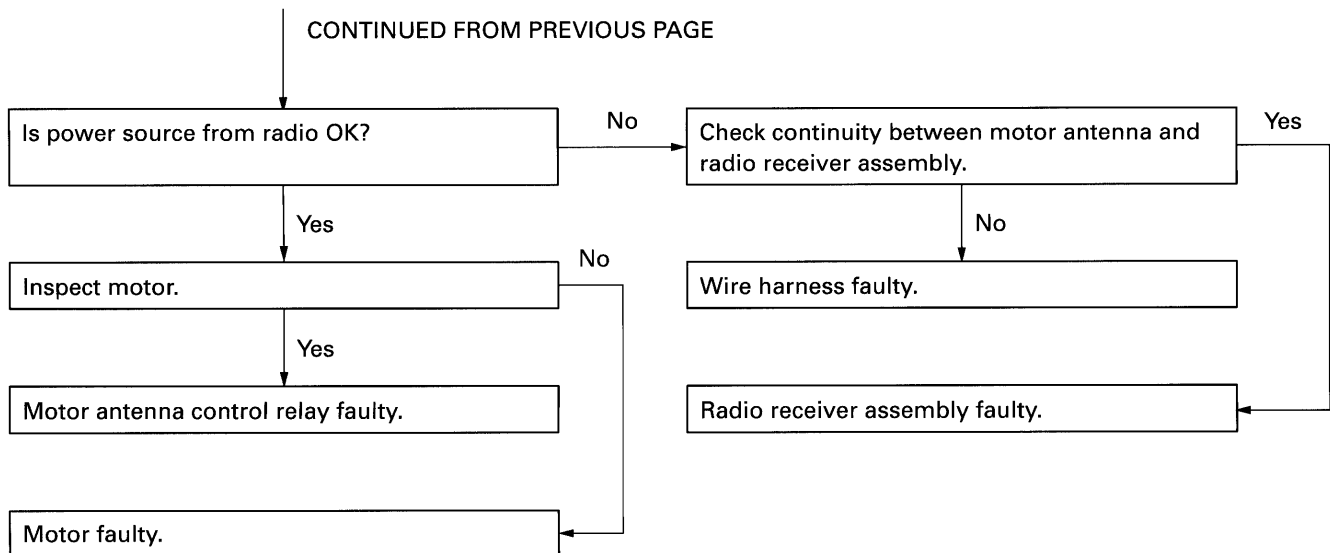 CONTINUED FROM PREVIOUS PAGE
Is power source from radio OK?
No
Check continuity between motor antenna and
radio receiver assembly.
Yes
Yes
No
Inspect motor.
No
Wire harness faulty.
Yes
Motor antenna control relay faulty.
Radio receiver assembly faulty.
Motor faulty.